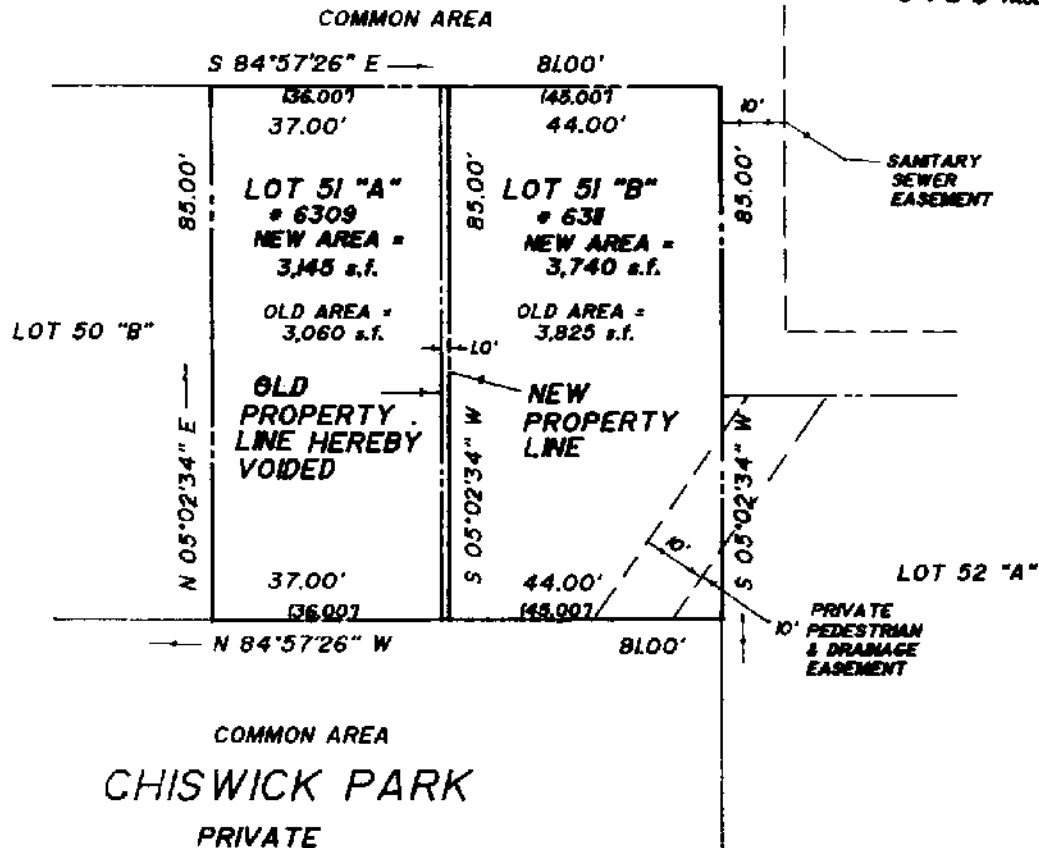 COMMON AREA
S 84°57'26" E
81.00'
(36.00')
(45.00')
37.00'
44.00'
10'
SANITARY
SEWER
EASEMENT
85.00'
85.00'
85.00'
LOT 51 "A"
# 6309
NEW AREA =
3,145 s.f.
OLD AREA =
3,060 s.f.
LOT 51 "B"
# 6311
NEW AREA =
3,740 s.f.
OLD AREA =
3,825 s.f.
LOT 50 "B"
1.0'
OLD
PROPERTY
LINE HEREBY
VOIDED
NEW
PROPERTY
LINE
N 05°02'34" E
S 05°02'34" W
S 05°02'34" W
10'
LOT 52 "A"
37.00'
44.00'
(36.00')
(45.00')
N 84°57'26" W
81.00'
10' PRIVATE
PEDESTRIAN
& DRAINAGE
EASEMENT
COMMON AREA
CHISWICK PARK
PRIVATE